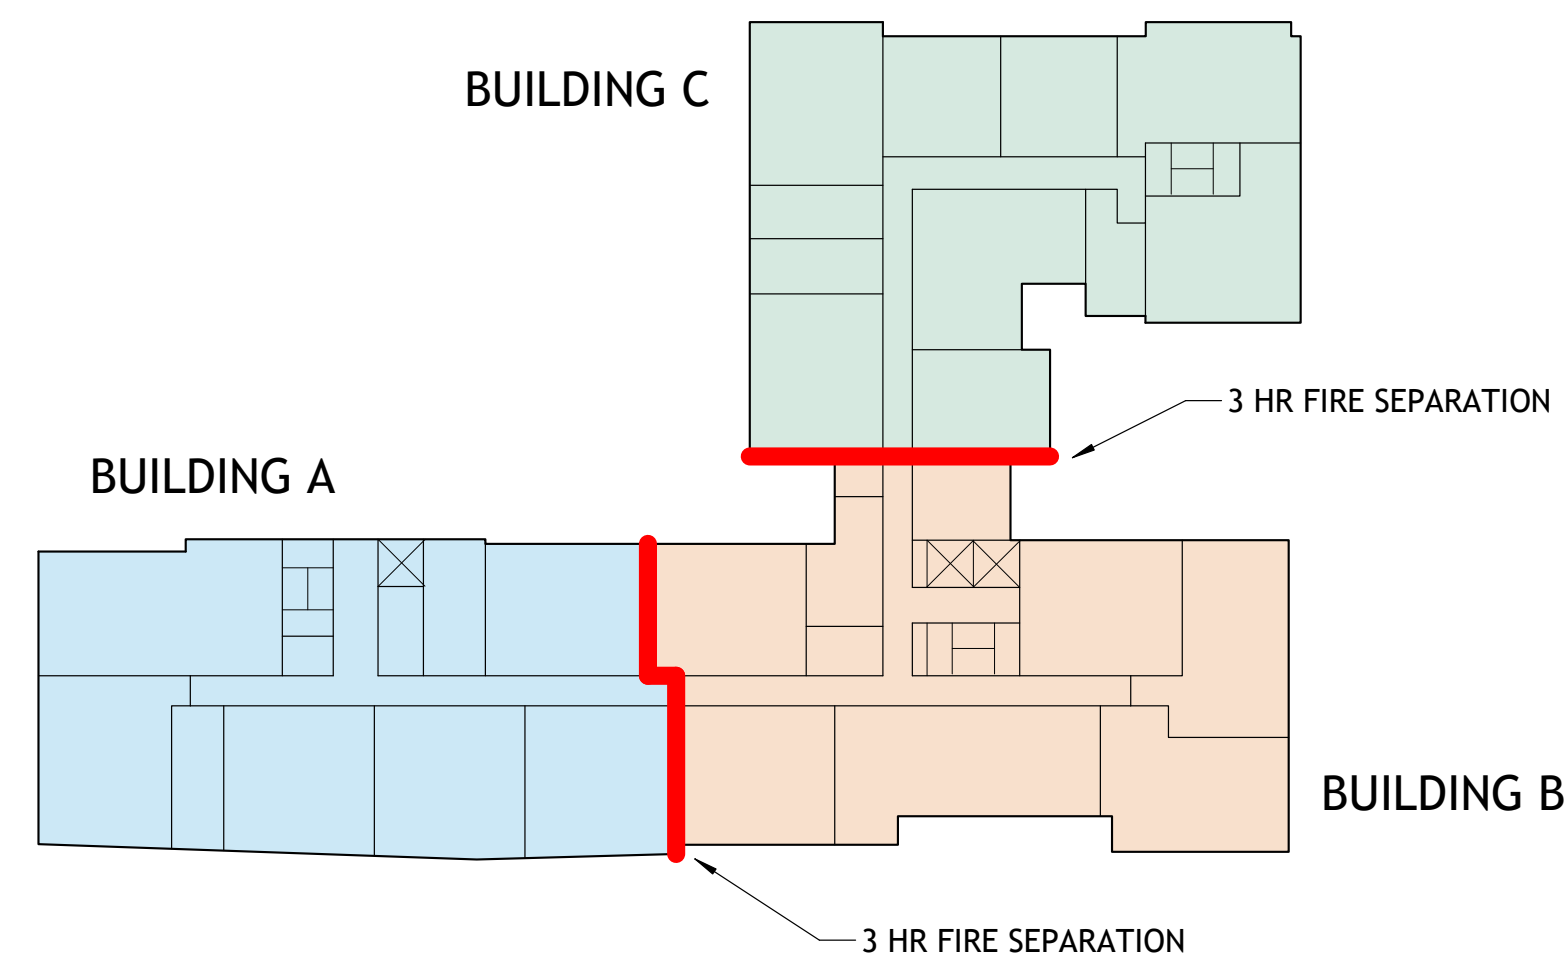 BUILDING C
3 HR FIRE SEPARATION
BUILDING A
BUILDING B
3 HR FIRE SEPARATION